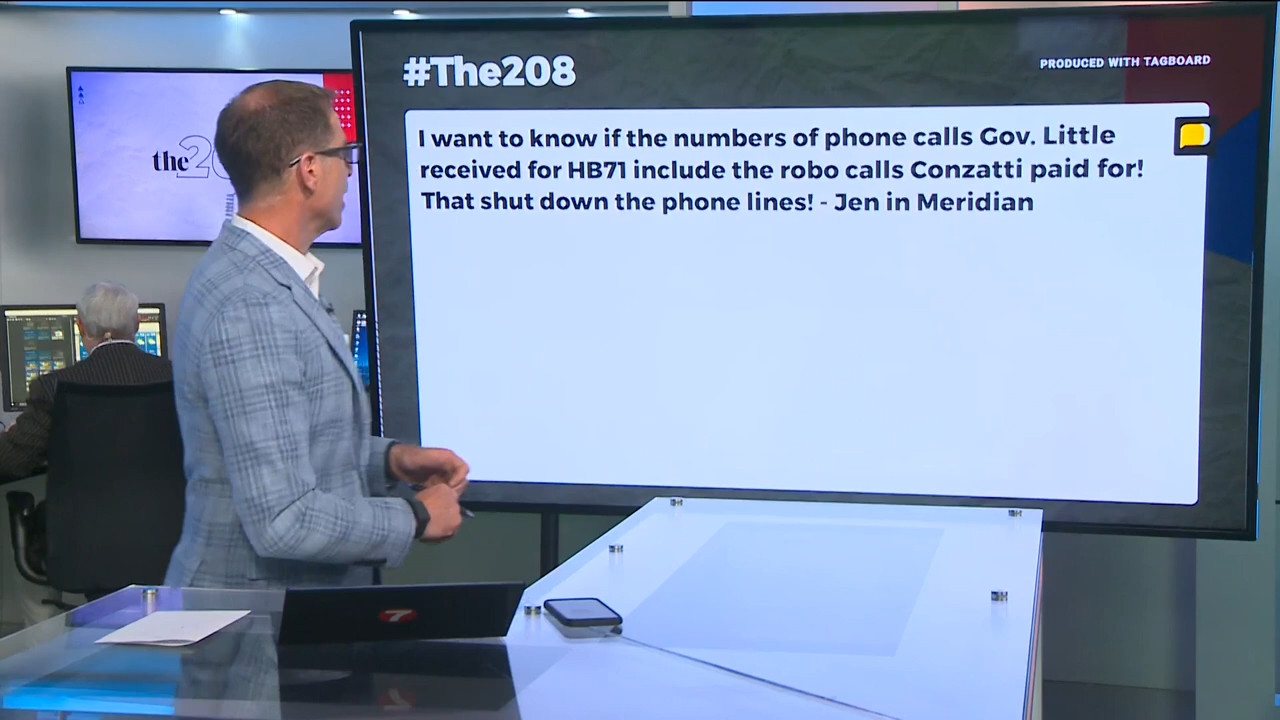 #The208
PRODUCED WITH TAGBOARD
I want to know if the numbers of phone calls Gov. Little
received for HB71 include the robo calls Conzatti paid for!
That shut down the phone lines! - Jen in Meridian
the 2
7